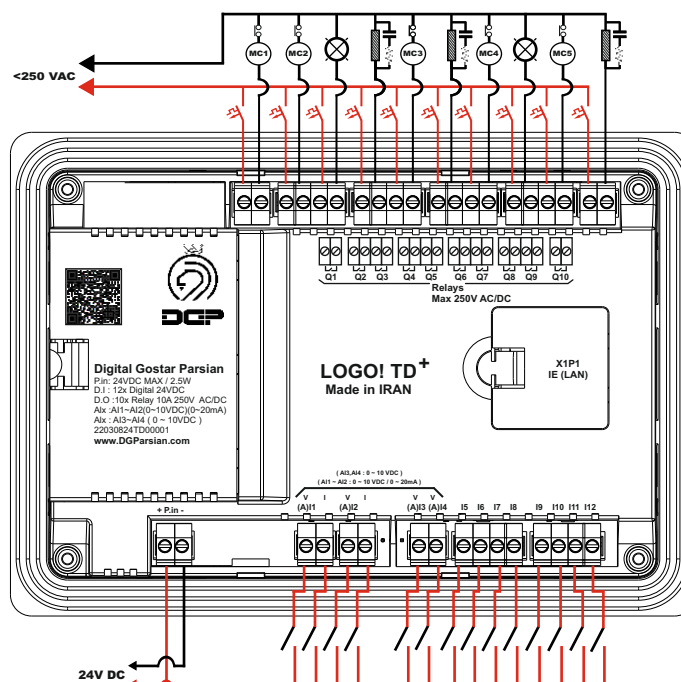 MC1 MC2 MC3 MC4 MC5
<250 VAC
Q1 Q2 Q3 Q4 Q5 Q6 Q7 Q8 Q9 Q10
Relays
Max 250V AC/DC
DGP
Digital Gostar Parsian
P.in: 24VDC MAX / 2.5W
D.I : 12x Digital 24VDC
D.O :10x Relay 10A 250V AC/DC
AIx : AI1~AI2(0~10VDC)(0~20mA)
AIx : AI3~AI4 ( 0 ~ 10VDC )
22030824TD00001
www.DGParsian.com
LOGO! TD+
Made in IRAN
X1P1
IE (LAN)
( AI3,AI4 : 0 ~ 10 VDC )
( AI1 ~ AI2 : 0 ~ 10 VDC / 0 ~ 20mA )
V I V I V V
+ P.in - (A)I1 (A)I2 (A)I3 (A)I4 I5 I6 I7 I8 I9 I10 I11 I12
24V DC